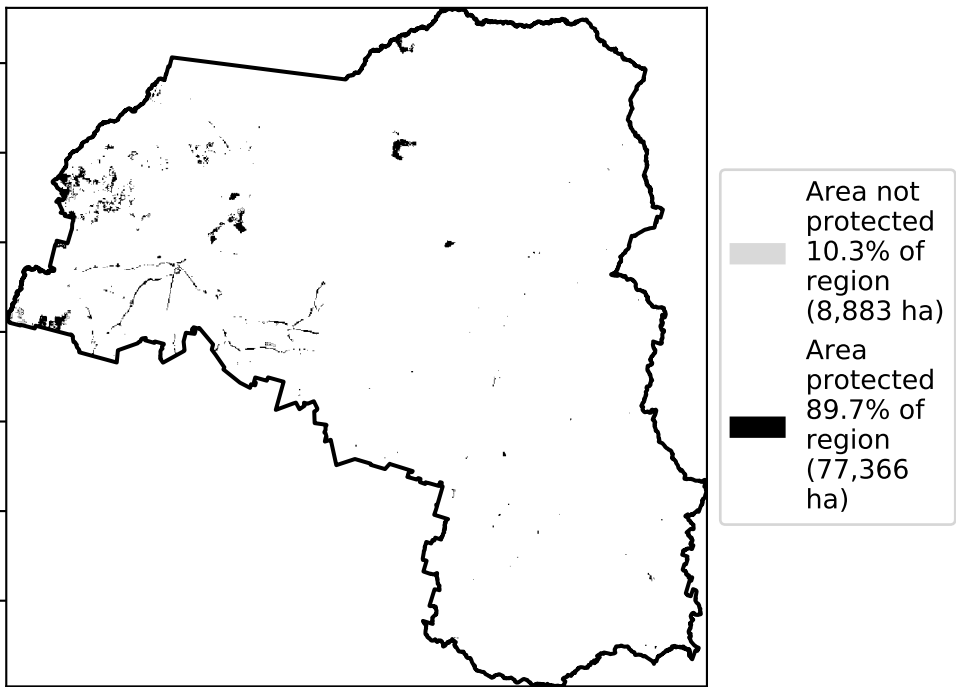 Area not
protected
10.3% of
region
(8,883 ha)
Area
protected
89.7% of
region
(77,366
ha)